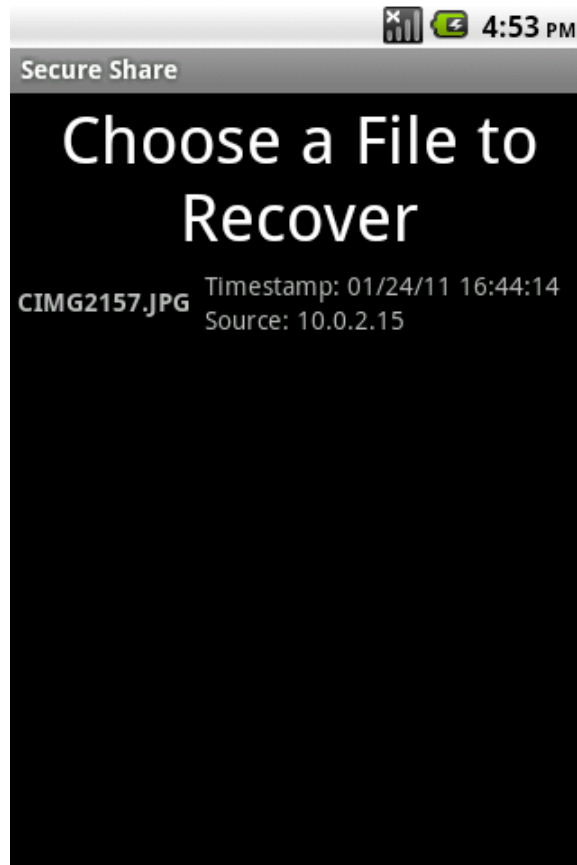 4:53 PM
Secure Share
Choose a File to
Recover
CIMG2157.JPG
Timestamp: 01/24/11 16:44:14
Source: 10.0.2.15